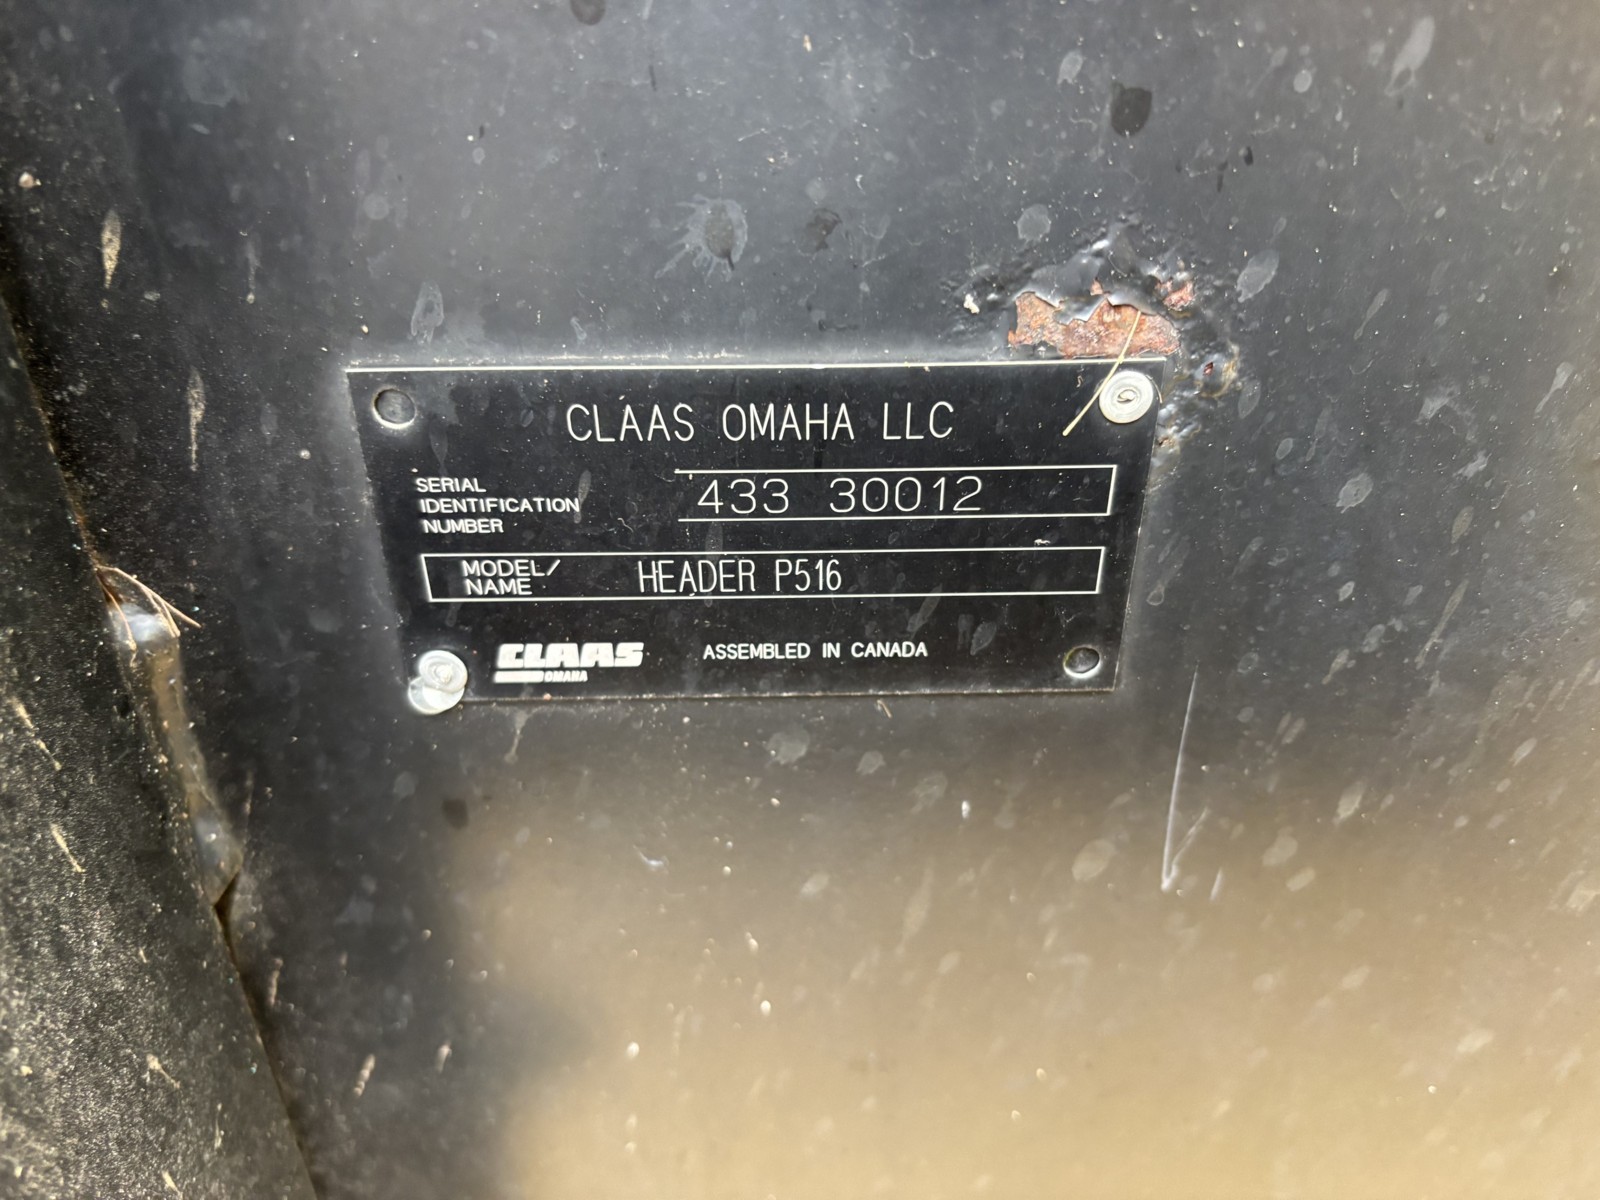 CLAAS OMAHA LLC
SERIAL
IDENTIFICATION
NUMBER
433 30012
MODEL/
NAME
HEADER P516
CLAAS
OMAHA
ASSEMBLED IN CANADA